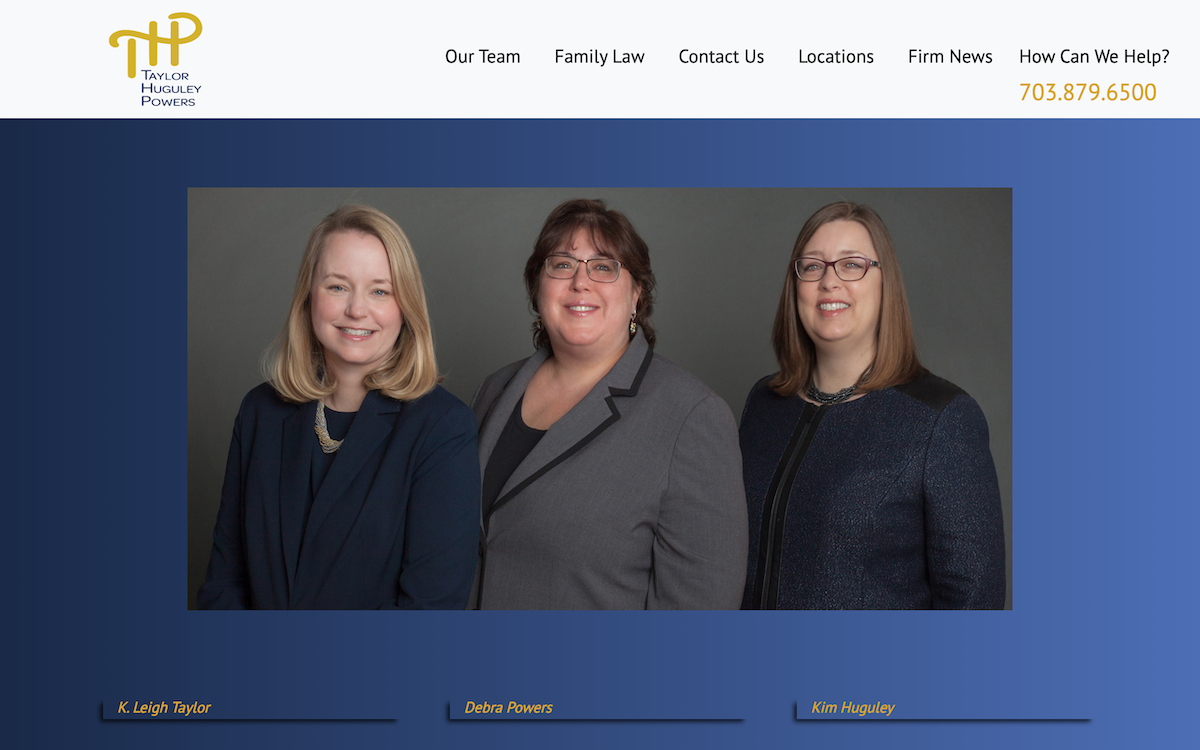 THP
TAYLOR
HUGULEY
POWERS
Our Team Family Law Contact Us Locations Firm News How Can We Help?
703.879.6500
K. Leigh Taylor Debra Powers Kim Huguley